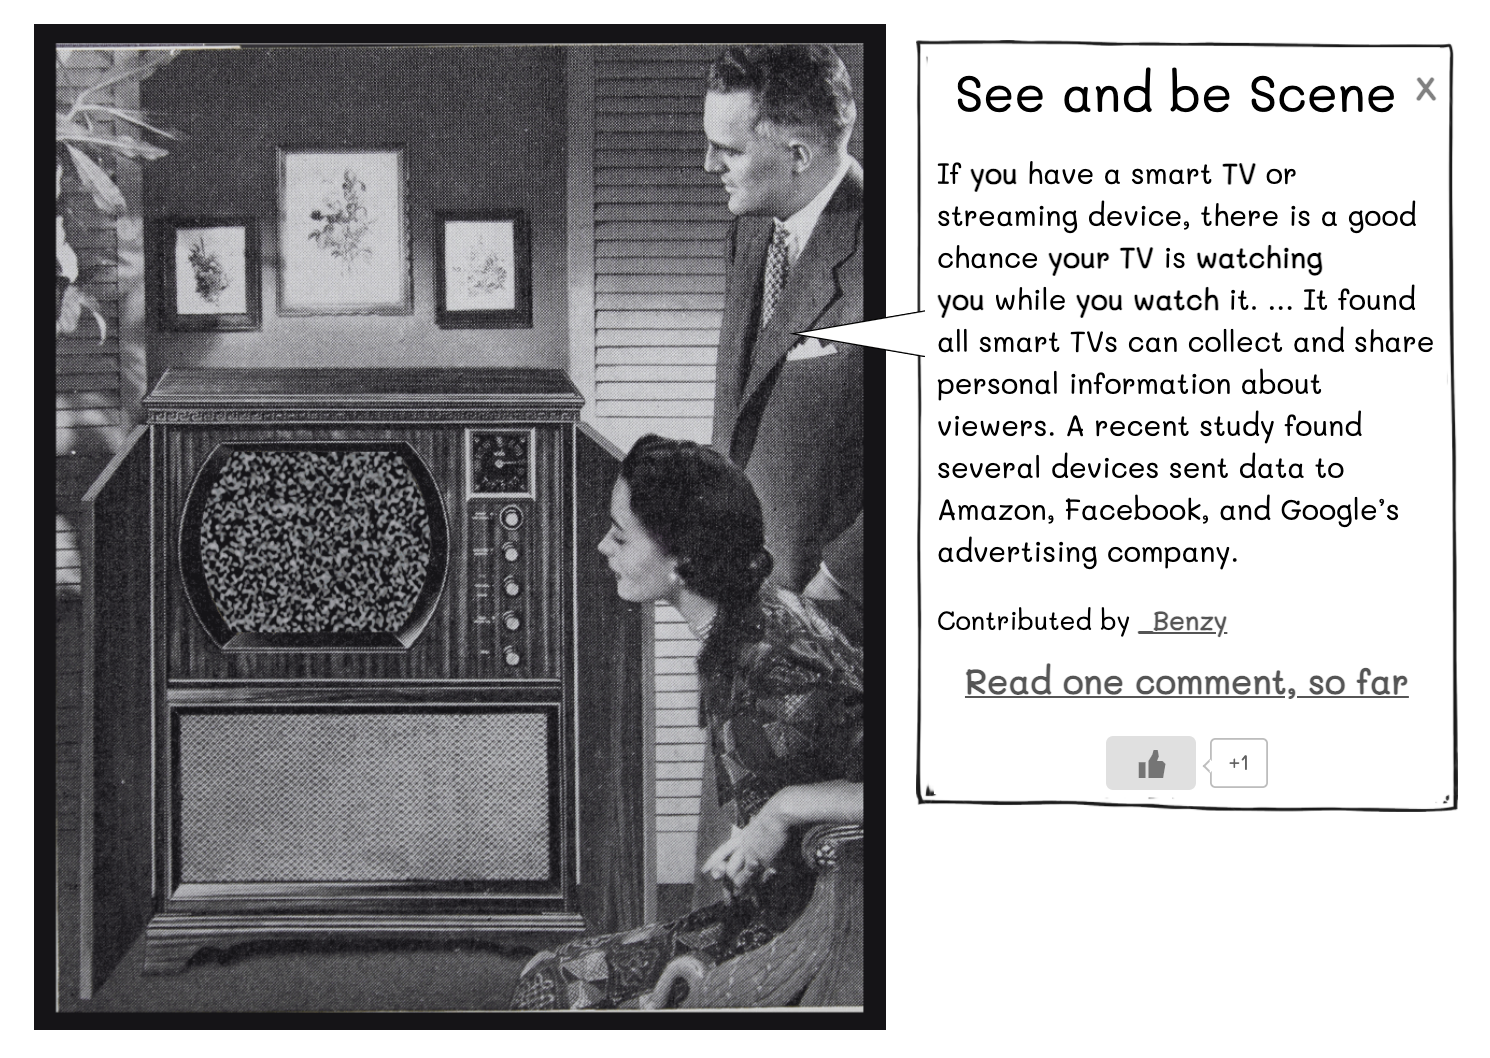 See and be Scene
x
If you have a smart TV or
streaming device, there is a good
chance your TV is watching
you while you watch it. ... It found
all smart TVs can collect and share
personal information about
viewers. A recent study found
several devices sent data to
Amazon, Facebook, and Google’s
advertising company.
Contributed by _Benzy
Read one comment, so far
+1